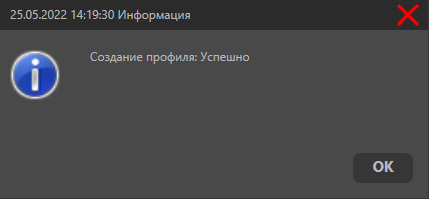 25.05.2022 14:19:30 Информация
Создание профиля: Успешно
OK